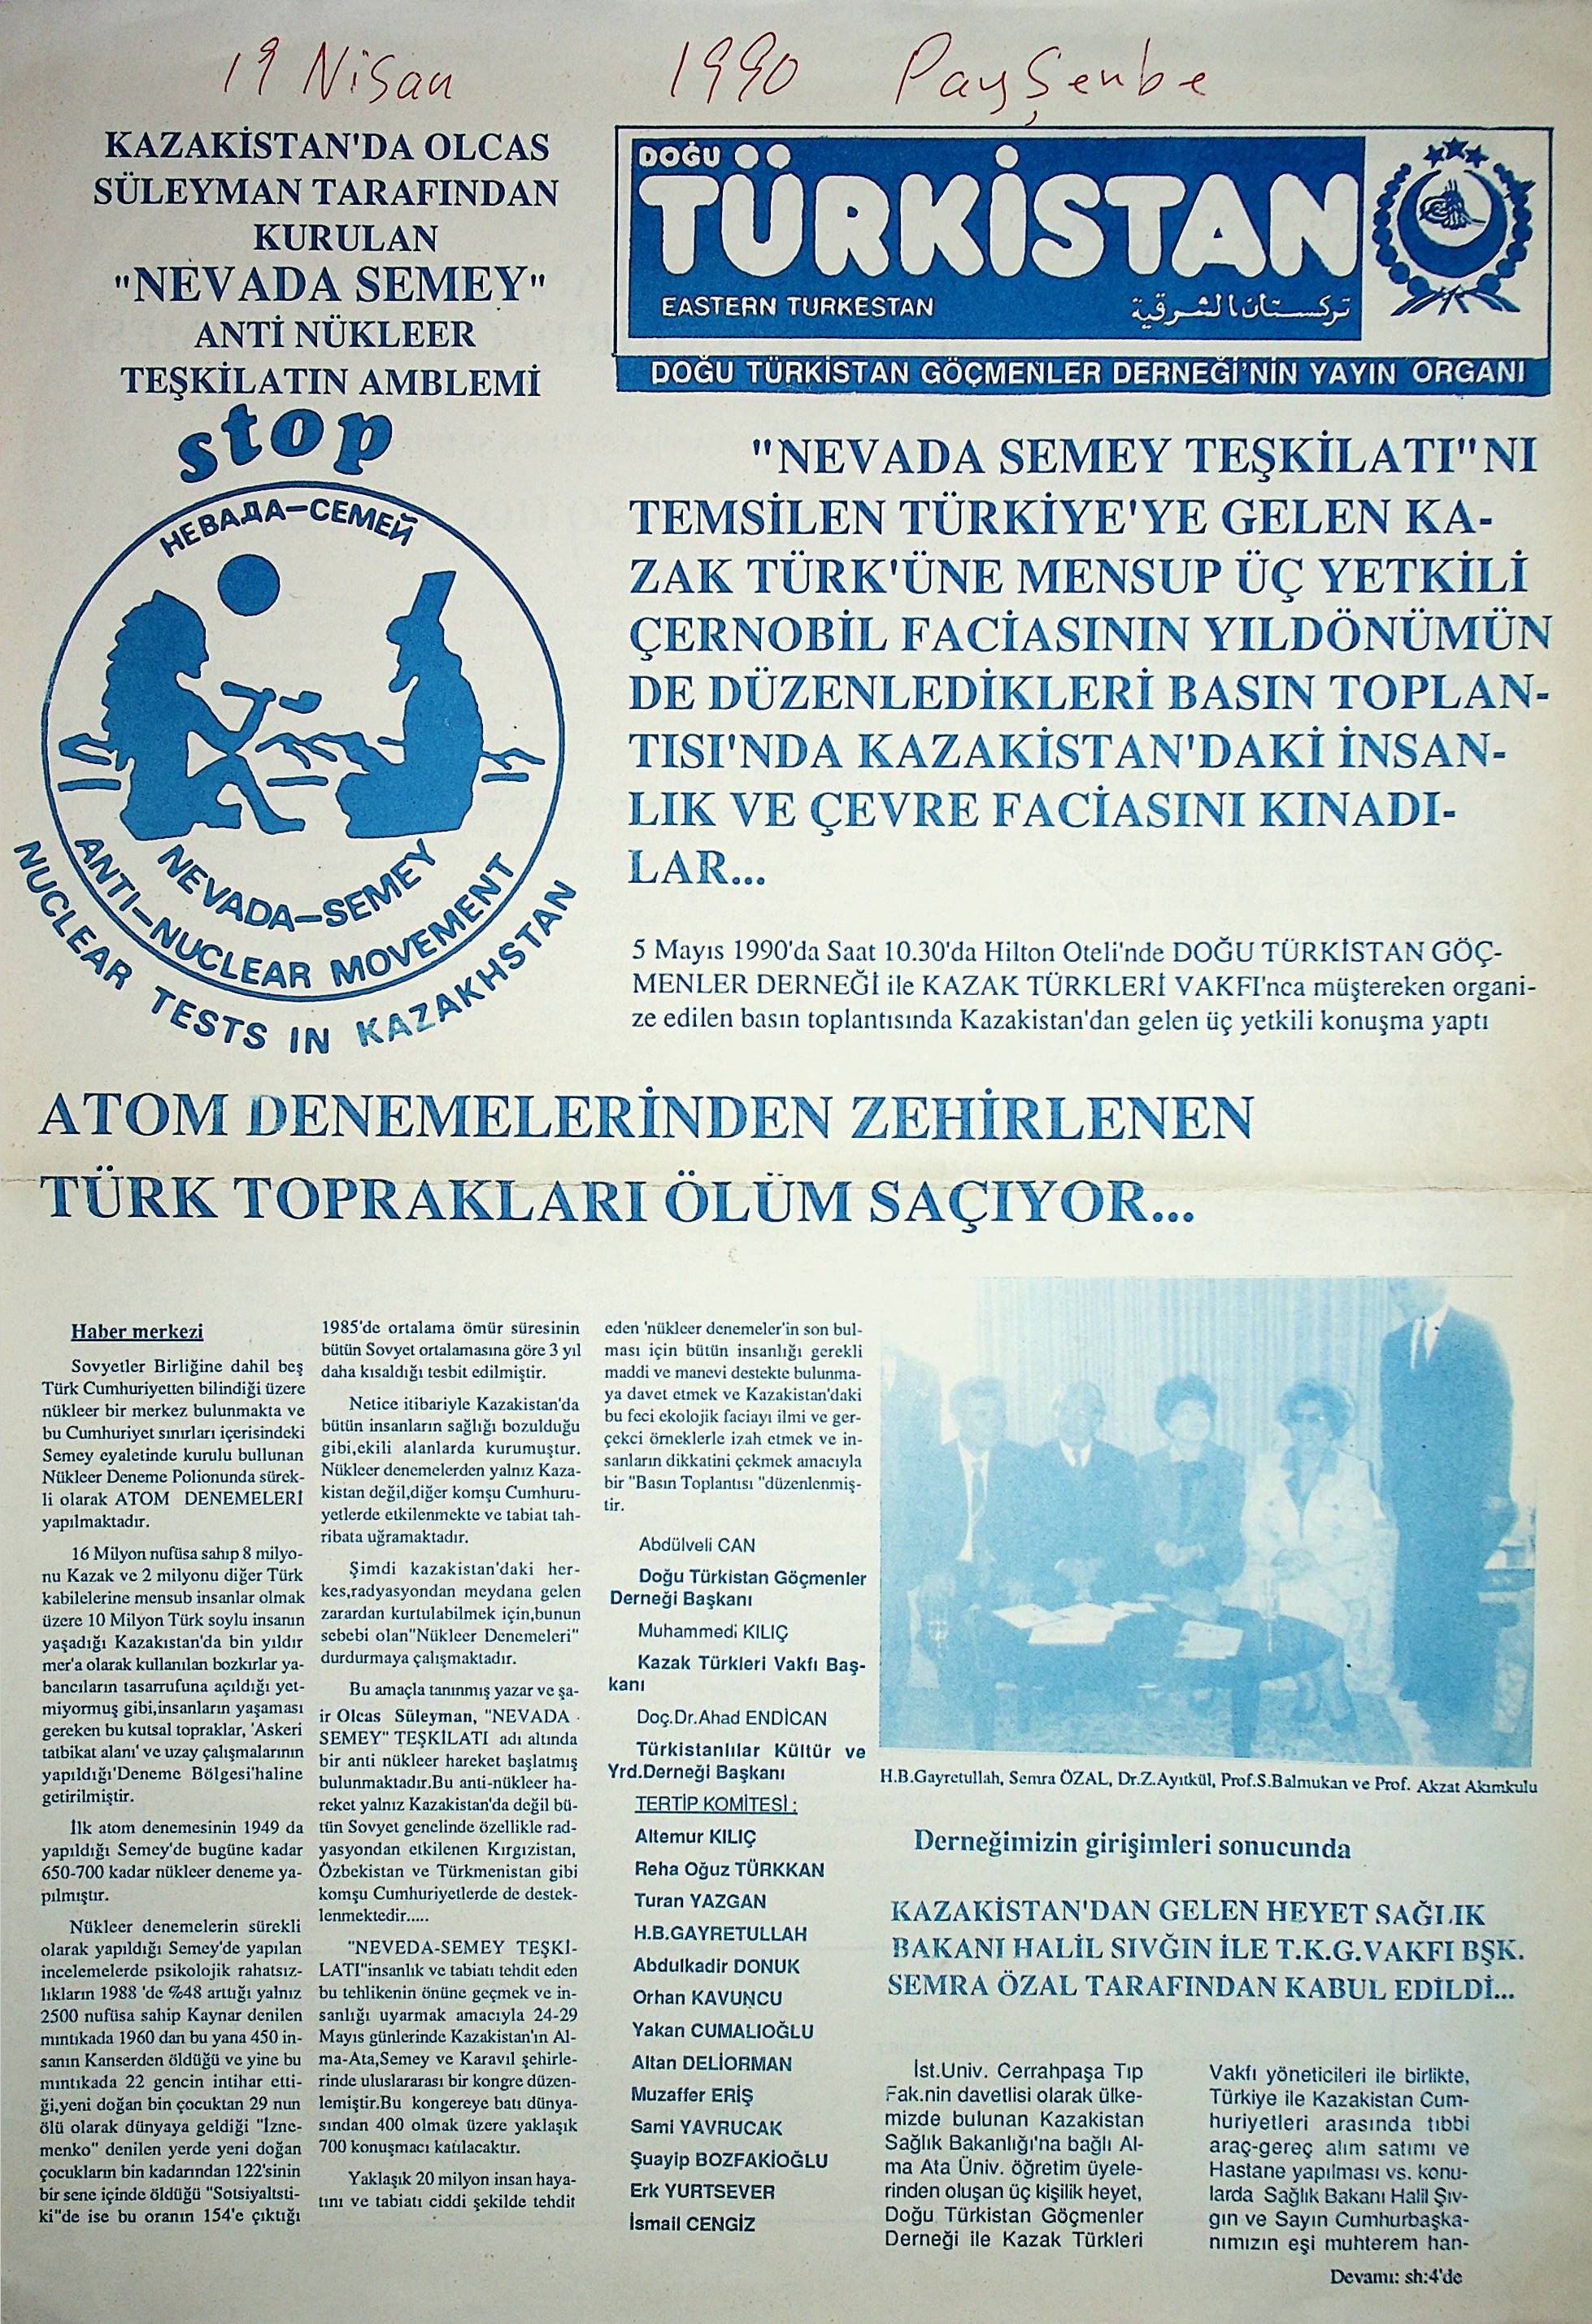 19 Nisan 1990 Payşenbe
KAZAKİSTAN'DA OLCAS
SÜLEYMAN TARAFINDAN
KURULAN
"NEVADA SEMEY"
ANTİ NÜKLEER
TEŞKİLATIN AMBLEMİ
stop
НЕВАДА–СЕМЕЙ
NEVADA–SEMEY
ANTI–NUCLEAR MOVEMENT
NUCLEAR TESTS IN KAZAKHSTAN
DOĞU
TÜRKİSTAN
EASTERN TURKESTAN
تركستان الشرقية
DOĞU TÜRKİSTAN GÖÇMENLER DERNEĞİ'NİN YAYIN ORGANI
"NEVADA SEMEY TEŞKİLATI"NI
TEMSİLEN TÜRKİYE'YE GELEN KA-
ZAK TÜRK'ÜNE MENSUP ÜÇ YETKİLİ
ÇERNOBİL FACİASININ YILDÖNÜMÜN
DE DÜZENLEDİKLERİ BASIN TOPLAN-
TISI'NDA KAZAKİSTAN'DAKİ İNSAN-
LIK VE ÇEVRE FACİASINI KINADI-
LAR...
5 Mayıs 1990'da Saat 10.30'da Hilton Oteli'nde DOĞU TÜRKİSTAN GÖÇ-
MENLER DERNEĞİ ile KAZAK TÜRKLERİ VAKFI'nca müştereken organi-
ze edilen basın toplantısında Kazakistan'dan gelen üç yetkili konuşma yaptı
ATOM DENEMELERİNDEN ZEHİRLENEN
TÜRK TOPRAKLARI ÖLÜM SAÇIYOR...
Haber merkezi
Sovyetler Birliğine dahil beş
Türk Cumhuriyetten bilindiği üzere
nükleer bir merkez bulunmakta ve
bu Cumhuriyet sınırları içerisindeki
Semey eyaletinde kurulu bullunan
Nükleer Deneme Polionunda sürek-
li olarak ATOM DENEMELERİ
yapılmaktadır.
16 Milyon nufüsa sahıp 8 milyo-
nu Kazak ve 2 milyonu diğer Türk
kabilelerine mensub insanlar olmak
üzere 10 Milyon Türk soylu insanın
yaşadığı Kazakıstan'da bin yıldır
mer'a olarak kullanılan bozkırlar ya-
bancıların tasarrufuna açıldığı yet-
miyormuş gibi,insanların yaşaması
gereken bu kutsal topraklar, 'Askeri
tatbikat alanı' ve uzay çalışmalarının
yapıldığı'Deneme Bölgesi'haline
getirilmiştir.
İlk atom denemesinin 1949 da
yapıldığı Semey'de bugüne kadar
650-700 kadar nükleer deneme ya-
pılmıştır.
Nükleer denemelerin sürekli
olarak yapıldığı Semey'de yapılan
incelemelerde psikolojik rahatsız-
lıkların 1988 'de %48 arttığı yalnız
2500 nufüsa sahip Kaynar denilen
mıntıkada 1960 dan bu yana 450 in-
sanın Kanserden öldüğü ve yine bu
mıntıkada 22 gencin intihar etti-
ği,yeni doğan bin çocuktan 29 nun
ölü olarak dünyaya geldiği "İzne-
menko" denilen yerde yeni doğan
çocukların bin kadarından 122'sinin
bir sene içinde öldüğü "Sotsiyaltsti-
ki"de ise bu oranın 154'e çıktığı
1985'de ortalama ömür süresinin
bütün Sovyet ortalamasına göre 3 yıl
daha kısaldığı tesbit edilmiştir.
Netice itibariyle Kazakistan'da
bütün insanların sağlığı bozulduğu
gibi,ekili alanlarda kurumuştur.
Nükleer denemelerden yalnız Kaza-
kistan değil,diğer komşu Cumhuru-
yetlerde etkilenmekte ve tabiat tah-
ribata uğramaktadır.
Şimdi kazakistan'daki her-
kes,radyasyondan meydana gelen
zarardan kurtulabilmek için,bunun
sebebi olan"Nükleer Denemeleri"
durdurmaya çalışmaktadır.
Bu amaçla tanınmış yazar ve şa-
ir Olcas Süleyman, "NEVADA -
SEMEY" TEŞKİLATI adı altında
bir anti nükleer hareket başlatmış
bulunmaktadır.Bu anti-nükleer ha-
reket yalnız Kazakistan'da değil bü-
tün Sovyet genelinde özellikle rad-
yasyondan etkilenen Kırgızistan,
Özbekistan ve Türkmenistan gibi
komşu Cumhuriyetlerde de destek-
lenmektedir.....
"NEVEDA-SEMEY TEŞKİ-
LATI"insanlık ve tabiatı tehdit eden
bu tehlikenin önüne geçmek ve in-
sanlığı uyarmak amacıyla 24-29
Mayıs günlerinde Kazakistan'ın Al-
ma-Ata,Semey ve Karavıl şehirle-
rinde uluslararası bir kongre düzen-
lemiştir.Bu kongereye batı dünya-
sından 400 olmak üzere yaklaşık
700 konuşmacı katılacaktır.
Yaklaşık 20 milyon insan haya-
tını ve tabiatı ciddi şekilde tehdit
eden 'nükleer denemeler'in son bul-
ması için bütün insanlığı gerekli
maddi ve manevi destekte bulunma-
ya davet etmek ve Kazakistan'daki
bu feci ekolojik faciayı ilmi ve ger-
çekci örneklerle izah etmek ve in-
sanların dikkatini çekmek amacıyla
bir "Basın Toplantısı "düzenlenmiş-
tir.
Abdülveli CAN
Doğu Türkistan Göçmenler
Derneği Başkanı
Muhammedi KILIÇ
Kazak Türkleri Vakfı Baş-
kanı
Doç.Dr.Ahad ENDİCAN
Türkistanlılar Kültür ve
Yrd.Derneği Başkanı
TERTİP KOMİTESİ :
Altemur KILIÇ
Reha Oğuz TÜRKKAN
Turan YAZGAN
H.B.GAYRETULLAH
Abdulkadir DONUK
Orhan KAVUNCU
Yakan CUMALIOĞLU
Altan DELİORMAN
Muzaffer ERİŞ
Sami YAVRUCAK
Şuayip BOZFAKİOĞLU
Erk YURTSEVER
İsmail CENGİZ
H.B.Gayretullah, Semra ÖZAL, Dr.Z.Ayıtkül, Prof.S.Balmukan ve Prof. Akzat Akımkulu
Derneğimizin girişimleri sonucunda
KAZAKİSTAN'DAN GELEN HEYET SAĞLIK
BAKANI HALİL SIVĞIN İLE T.K.G.VAKFI BŞK.
SEMRA ÖZAL TARAFINDAN KABUL EDİLDİ...
İst.Univ. Cerrahpaşa Tıp
Fak.nin davetlisi olarak ülke-
mizde bulunan Kazakistan
Sağlık Bakanlığı'na bağlı Al-
ma Ata Üniv. öğretim üyele-
rinden oluşan üç kişilik heyet,
Doğu Türkistan Göçmenler
Derneği ile Kazak Türkleri
Vakfı yöneticileri ile birlikte,
Türkiye ile Kazakistan Cum-
huriyetleri arasında tıbbi
araç-gereç alım satımı ve
Hastane yapılması vs. konu-
larda Sağlık Bakanı Halil Şıv-
gın ve Sayın Cumhurbaşka-
nımızın eşi muhterem han-
Devamı: sh:4'de